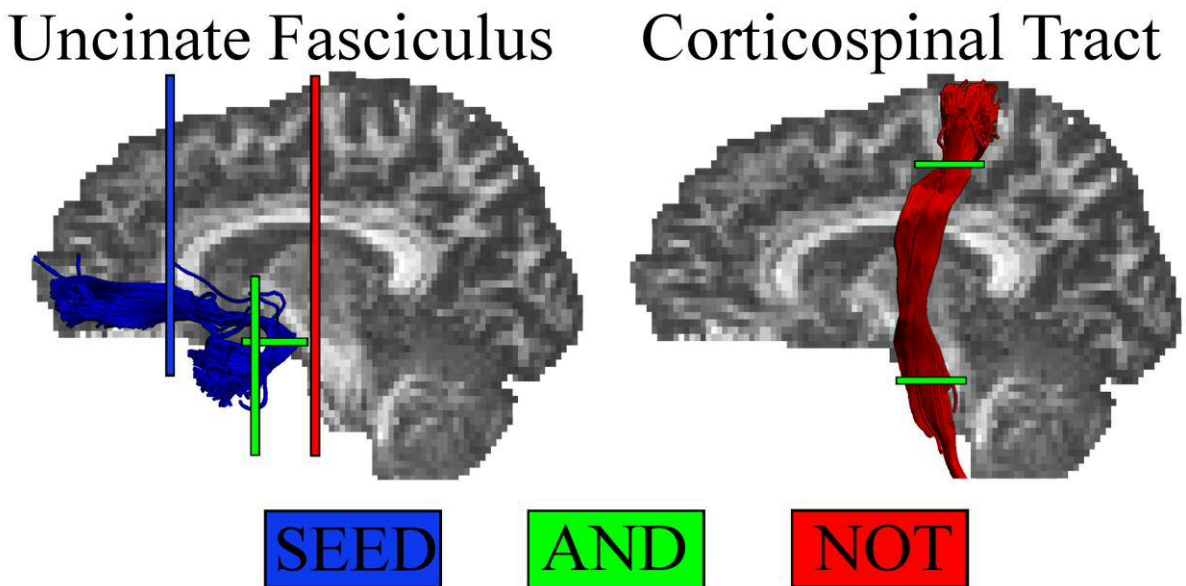 Uncinate Fasciculus
Corticospinal Tract
SEED
AND
NOT